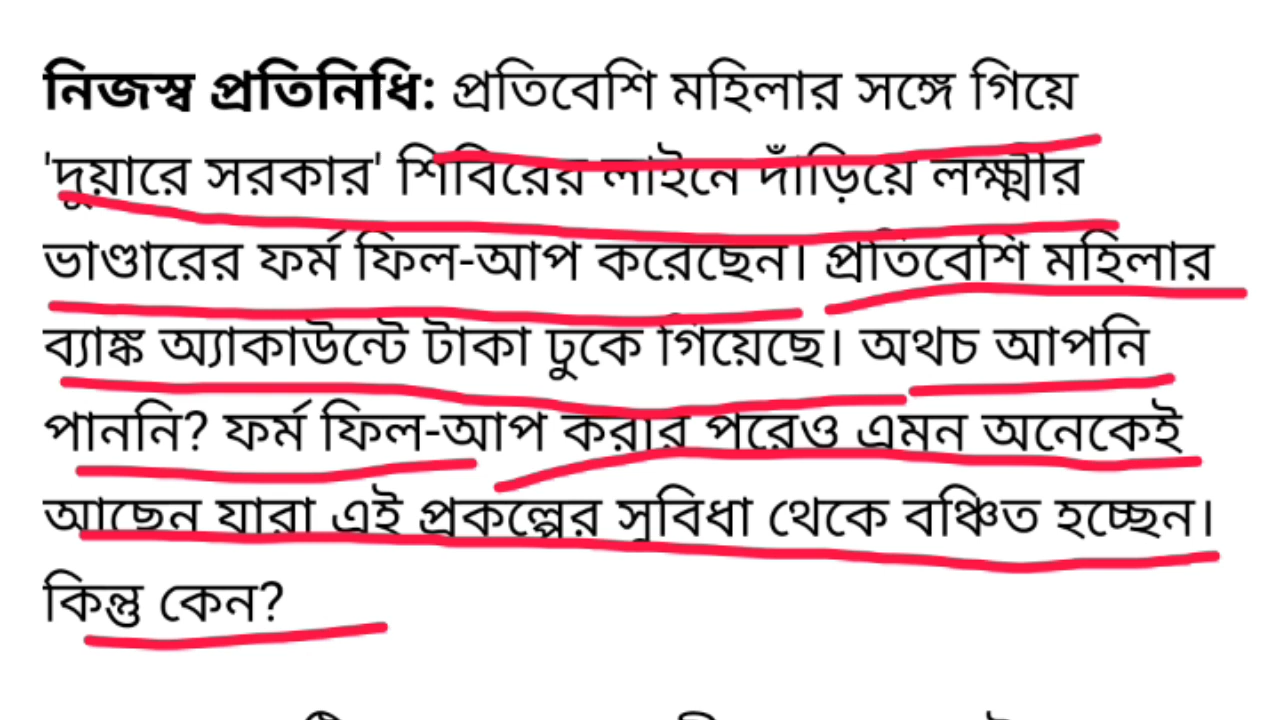 নিজস্ব প্রতিনিধি: প্রতিবেশি মহিলার সঙ্গে গিয়ে
'দুয়ারে সরকার' শিবিরের লাইনে দাঁড়িয়ে লক্ষ্মীর
ভাণ্ডারের ফর্ম ফিল-আপ করেছেন। প্রতিবেশি মহিলার
ব্যাঙ্ক অ্যাকাউন্টে টাকা ঢুকে গিয়েছে। অথচ আপনি
পাননি? ফর্ম ফিল-আপ করার পরেও এমন অনেকেই
আছেন যারা এই প্রকল্পের সুবিধা থেকে বঞ্চিত হচ্ছেন।
কিন্তু কেন?